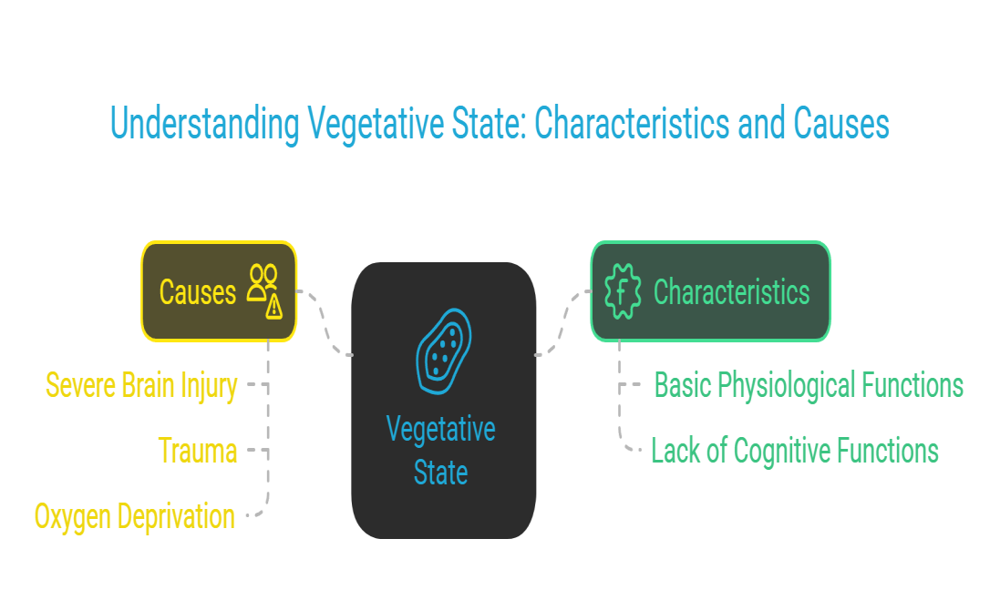 Understanding Vegetative State: Characteristics and Causes
Causes
Severe Brain Injury
Trauma
Oxygen Deprivation
Vegetative
State
f Characteristics
Basic Physiological Functions
Lack of Cognitive Functions